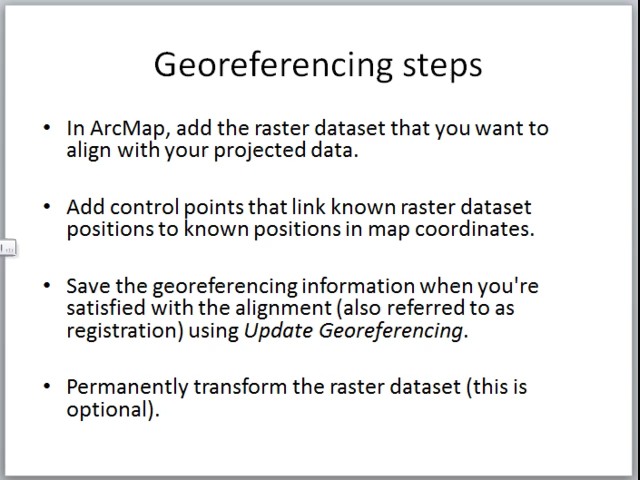 Georeferencing steps
• In ArcMap, add the raster dataset that you want to
align with your projected data.
• Add control points that link known raster dataset
positions to known positions in map coordinates.
• Save the georeferencing information when you're
satisfied with the alignment (also referred to as
registration) using Update Georeferencing.
• Permanently transform the raster dataset (this is
optional).